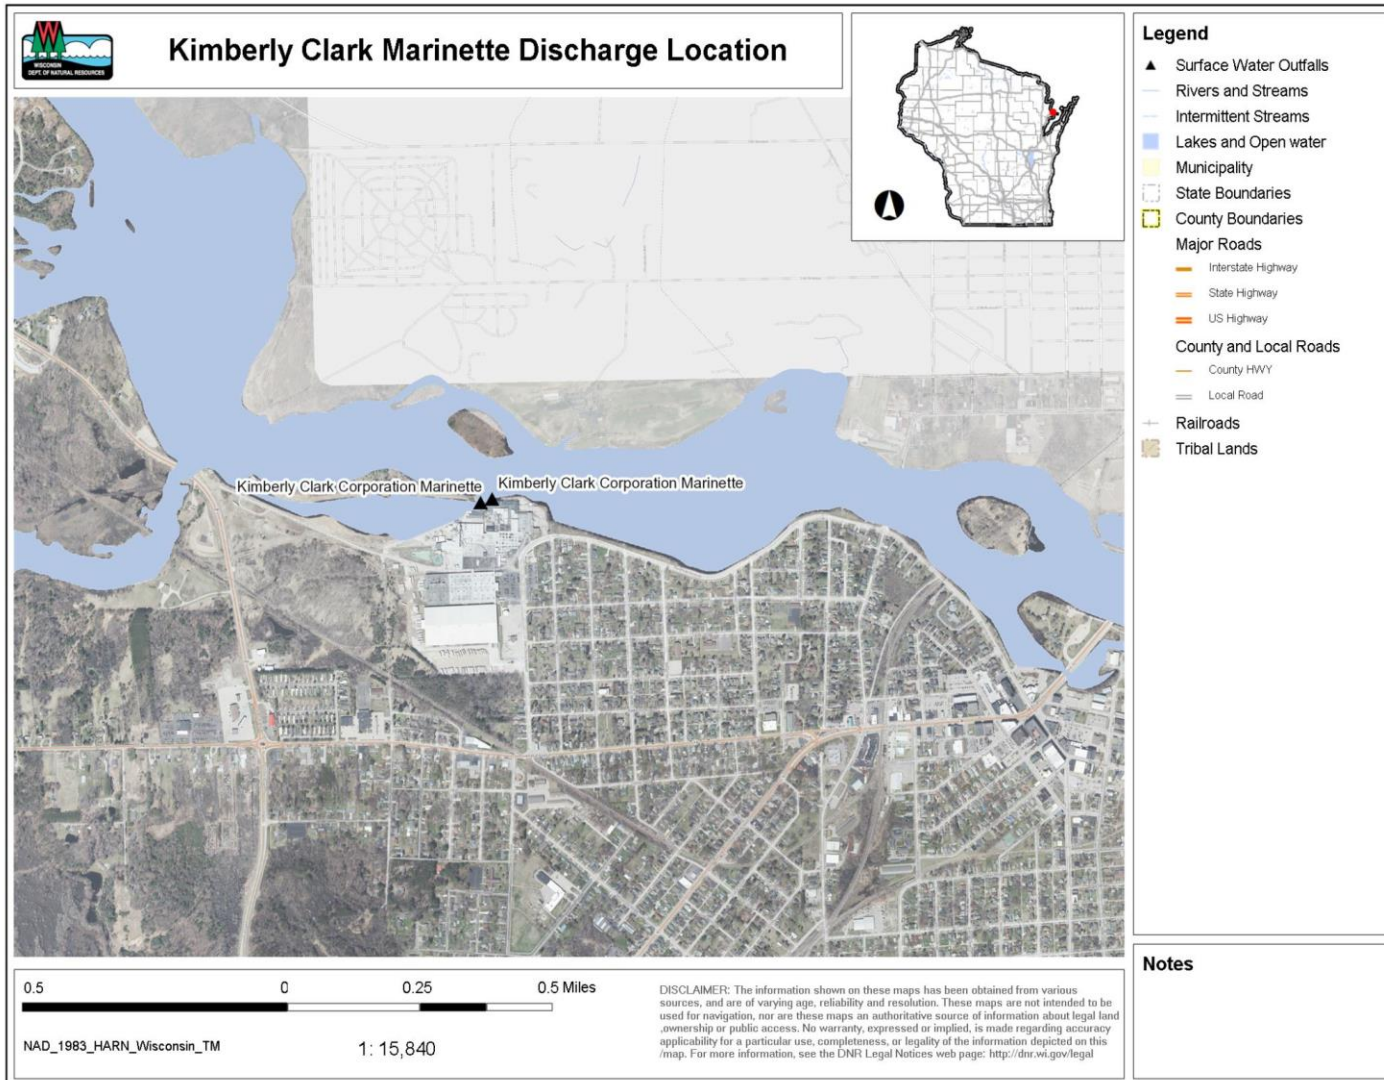 WISCONSIN
DEPT. OF NATURAL RESOURCES
Kimberly Clark Marinette Discharge Location
Kimberly Clark Corporation Marinette
Kimberly Clark Corporation Marinette
Legend
Surface Water Outfalls
Rivers and Streams
Intermittent Streams
Lakes and Open water
Municipality
State Boundaries
County Boundaries
Major Roads
Interstate Highway
State Highway
US Highway
County and Local Roads
County HWY
Local Road
Railroads
Tribal Lands
Notes
0.5 0 0.25 0.5 Miles
NAD_1983_HARN_Wisconsin_TM
1: 15,840
DISCLAIMER: The information shown on these maps has been obtained from various
sources, and are of varying age, reliability and resolution. These maps are not intended to be
used for navigation, nor are these maps an authoritative source of information about legal land
,ownership or public access. No warranty, expressed or implied, is made regarding accuracy
applicability for a particular use, completeness, or legality of the information depicted on this
/map. For more information, see the DNR Legal Notices web page: http://dnr.wi.gov/legal